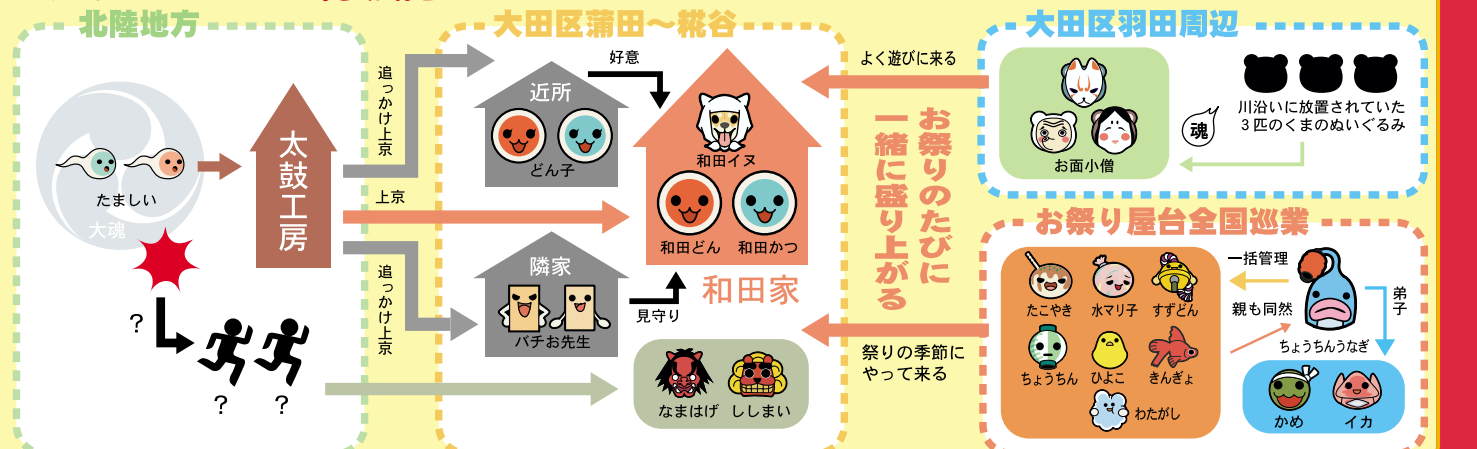 北陸地方
たましい
大魂
太鼓工房
?
?
?
追っかけ上京
上京
追っかけ上京
大田区蒲田～糀谷
近所
どん子
好意
和田イヌ
和田どん
和田かつ
和田家
隣家
バチお先生
見守り
なまはげ
ししまい
よく遊びに来る
お祭りのたびに
一緒に盛り上がる
祭りの季節に
やって来る
大田区羽田周辺
お面小僧
魂
川沿いに放置されていた
3匹のくまのぬいぐるみ
お祭り屋台全国巡業
たこやき
水マリ子
すずどん
ちょうちん
ひよこ
きんぎょ
わたがし
一括管理
親も同然
ちょうちんうなぎ
弟子
かめ
イカ